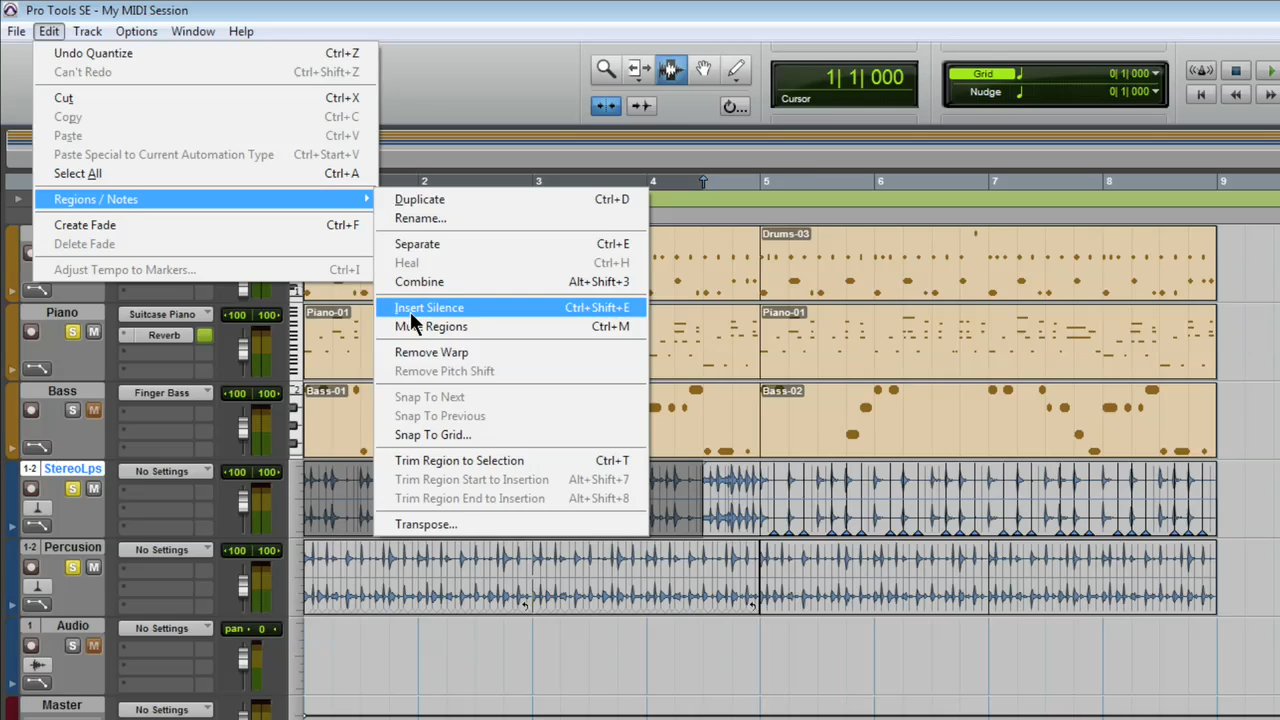 Pro Tools SE - My MIDI Session
File Edit Track Options Window Help
Undo Quantize Ctrl+Z
Can't Redo Ctrl+Shift+Z
Cut Ctrl+X
Copy Ctrl+C
Paste Ctrl+V
Paste Special to Current Automation Type Ctrl+Start+V
Select All Ctrl+A
Regions / Notes
Create Fade Ctrl+F
Delete Fade
Adjust Tempo to Markers... Ctrl+I
Duplicate Ctrl+D
Rename...
Separate Ctrl+E
Heal Ctrl+H
Combine Alt+Shift+3
Insert Silence Ctrl+Shift+E
Regions Ctrl+M
Remove Warp
Remove Pitch Shift
Snap To Next
Snap To Previous
Snap To Grid...
Trim Region to Selection Ctrl+T
Trim Region Start to Insertion Alt+Shift+7
Trim Region End to Insertion Alt+Shift+8
Transpose...
1| 1| 000
Cursor
Grid 0| 1| 000
Nudge 0| 1| 000
2 3 4 5 6 7 8 9
Drums-03
Piano Suitcase Piano 100 100 Piano-01 Piano-01
Reverb
S M
Bass Finger Bass 100 100 Bass-01 Bass-02
S M
1-2 StereoLps No Settings 100 100
S M
1-2 Percussion No Settings 100 100
S M
1 Audio No Settings pan 0
S M
Master No Settings